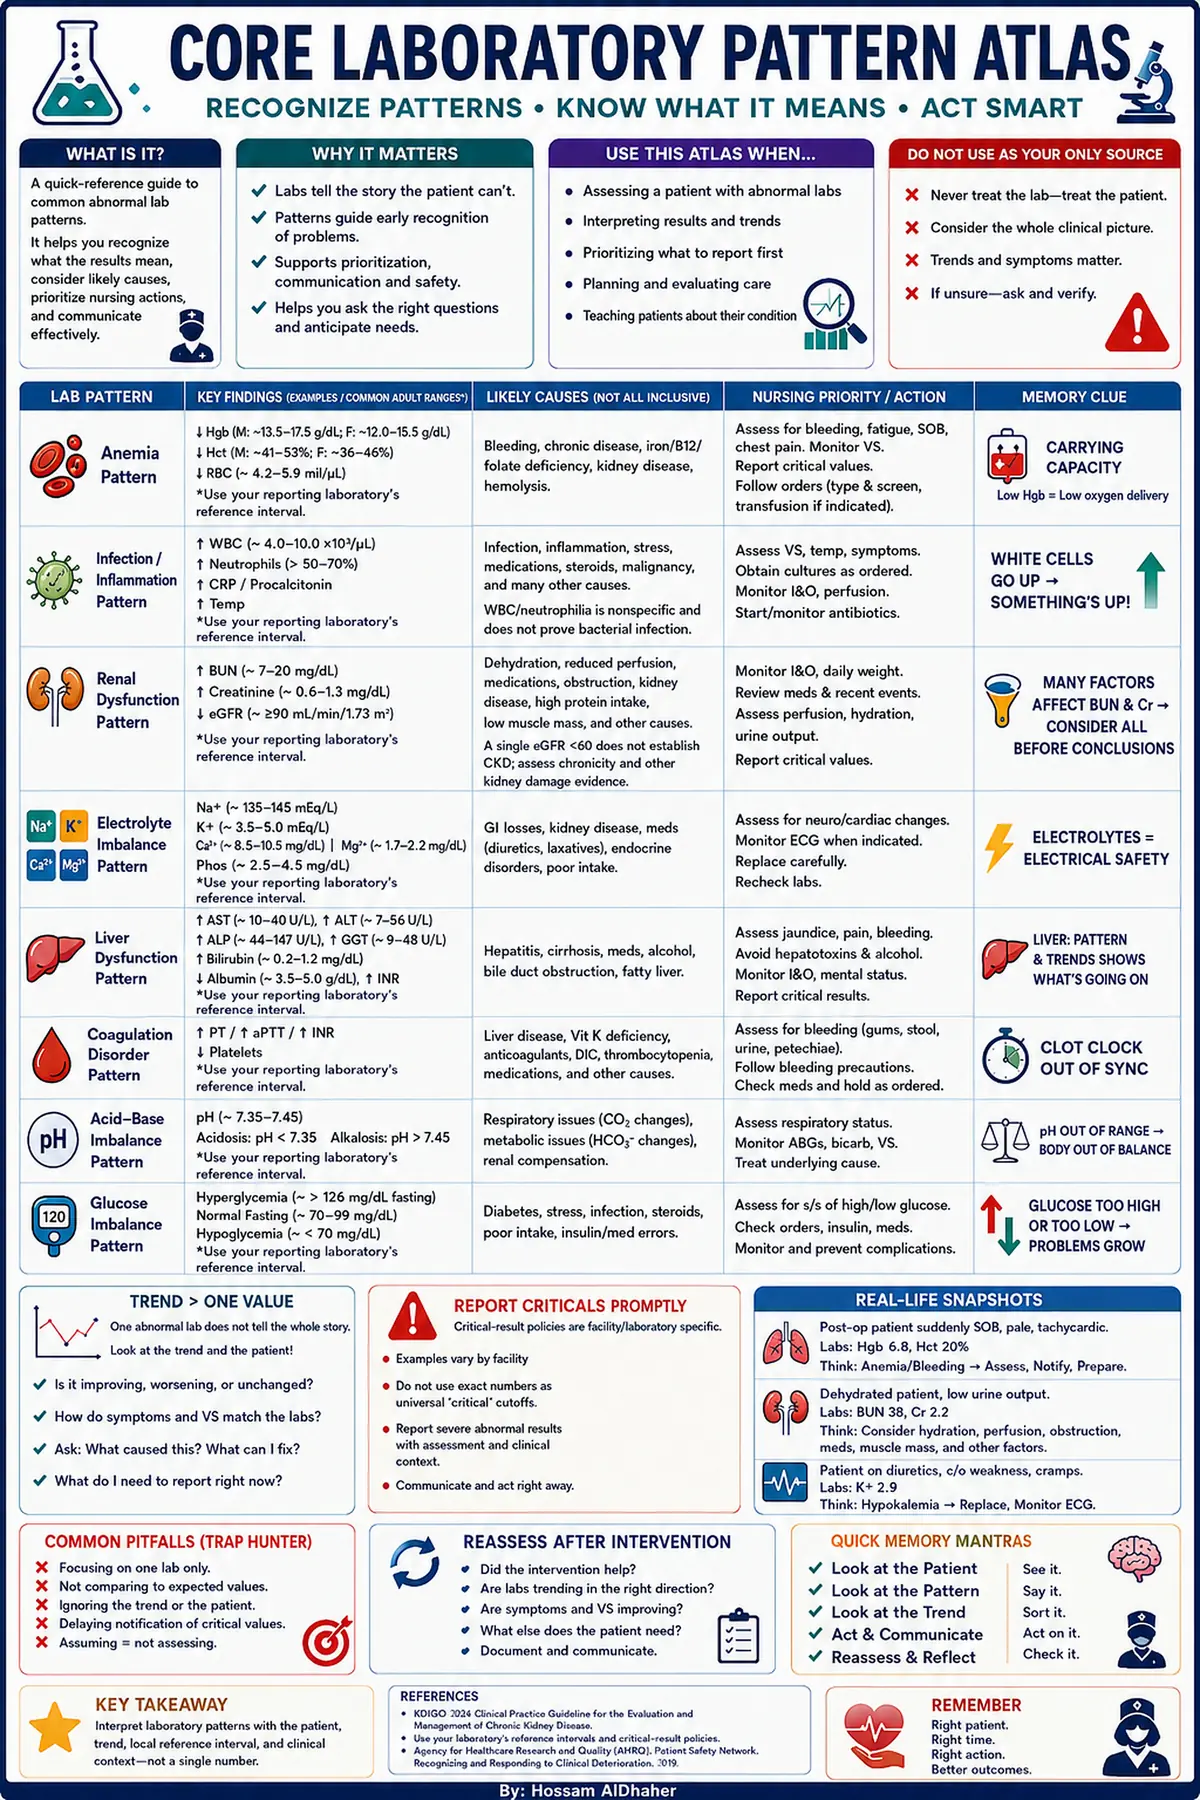 CORE LABORATORY PATTERN ATLAS
RECOGNIZE PATTERNS • KNOW WHAT IT MEANS • ACT SMART
WHAT IS IT?
A quick-reference guide to
common abnormal lab
patterns.
It helps you recognize
what the results mean,
consider likely causes,
prioritize nursing actions,
and communicate
effectively.
WHY IT MATTERS
✔ Labs tell the story the patient can't.
✔ Patterns guide early recognition
of problems.
✔ Supports prioritization,
communication and safety.
✔ Helps you ask the right questions
and anticipate needs.
USE THIS ATLAS WHEN...
• Assessing a patient with abnormal labs
• Interpreting results and trends
• Prioritizing what to report first
• Planning and evaluating care
• Teaching patients about their condition
DO NOT USE AS YOUR ONLY SOURCE
✘ Never treat the lab—treat the patient.
✘ Consider the whole clinical picture.
✘ Trends and symptoms matter.
✘ If unsure—ask and verify.
LAB PATTERN
KEY FINDINGS (EXAMPLES / COMMON ADULT RANGES*)
LIKELY CAUSES (NOT ALL INCLUSIVE)
NURSING PRIORITY / ACTION
MEMORY CLUE
Anemia
Pattern
↓ Hgb (M: ~13.5–17.5 g/dL; F: ~12.0–15.5 g/dL)
↓ Hct (M: ~41–53%; F: ~36–46%)
↓ RBC (~ 4.2–5.9 mil/µL)
*Use your reporting laboratory's
reference interval.
Bleeding, chronic disease, iron/B12/
folate deficiency, kidney disease,
hemolysis.
Assess for bleeding, fatigue, SOB,
chest pain. Monitor VS.
Report critical values.
Follow orders (type & screen,
transfusion if indicated).
CARRYING
CAPACITY
Low Hgb = Low oxygen delivery
Infection /
Inflammation
Pattern
↑ WBC (~ 4.0–10.0 ×10³/µL)
↑ Neutrophils (> 50–70%)
↑ CRP / Procalcitonin
↑ Temp
*Use your reporting laboratory's
reference interval.
Infection, inflammation, stress,
medications, steroids, malignancy,
and many other causes.
WBC/neutrophilia is nonspecific and
does not prove bacterial infection.
Assess VS, temp, symptoms.
Obtain cultures as ordered.
Monitor I&O, perfusion.
Start/monitor antibiotics.
WHITE CELLS
GO UP →
SOMETHING'S UP!
Renal
Dysfunction
Pattern
↑ BUN (~ 7–20 mg/dL)
↑ Creatinine (~ 0.6–1.3 mg/dL)
↓ eGFR (~ ≥90 mL/min/1.73 m²)
*Use your reporting laboratory's
reference interval.
Dehydration, reduced perfusion,
medications, obstruction, kidney
disease, high protein intake,
low muscle mass, and other causes.
A single eGFR <60 does not establish
CKD; assess chronicity and other
kidney damage evidence.
Monitor I&O, daily weight.
Review meds & recent events.
Assess perfusion, hydration,
urine output.
Report critical values.
MANY FACTORS
AFFECT BUN & Cr →
CONSIDER ALL
BEFORE CONCLUSIONS
Na⁺ K⁺
Ca²⁺ Mg²⁺
Electrolyte
Imbalance
Pattern
Na+ (~ 135–145 mEq/L)
K+ (~ 3.5–5.0 mEq/L)
Ca²⁺ (~ 8.5–10.5 mg/dL) | Mg²⁺ (~ 1.7–2.2 mg/dL)
Phos (~ 2.5–4.5 mg/dL)
*Use your reporting laboratory's
reference interval.
GI losses, kidney disease, meds
(diuretics, laxatives), endocrine
disorders, poor intake.
Assess for neuro/cardiac changes.
Monitor ECG when indicated.
Replace carefully.
Recheck labs.
ELECTROLYTES =
ELECTRICAL SAFETY
Liver
Dysfunction
Pattern
↑ AST (~ 10–40 U/L), ↑ ALT (~ 7–56 U/L)
↑ ALP (~ 44–147 U/L), ↑ GGT (~ 9–48 U/L)
↑ Bilirubin (~ 0.2–1.2 mg/dL)
↓ Albumin (~ 3.5–5.0 g/dL), ↑ INR
*Use your reporting laboratory's
reference interval.
Hepatitis, cirrhosis, meds, alcohol,
bile duct obstruction, fatty liver.
Assess jaundice, pain, bleeding.
Avoid hepatotoxins & alcohol.
Monitor I&O, mental status.
Report critical results.
LIVER: PATTERN
& TRENDS SHOWS
WHAT'S GOING ON
Coagulation
Disorder
Pattern
↑ PT / ↑ aPTT / ↑ INR
↓ Platelets
*Use your reporting laboratory's
reference interval.
Liver disease, Vit K deficiency,
anticoagulants, DIC, thrombocytopenia,
medications, and other causes.
Assess for bleeding (gums, stool,
urine, petechiae).
Follow bleeding precautions.
Check meds and hold as ordered.
CLOT CLOCK
OUT OF SYNC
pH
Acid–Base
Imbalance
Pattern
pH (~ 7.35–7.45)
Acidosis: pH < 7.35 Alkalosis: pH > 7.45
*Use your reporting laboratory's
reference interval.
Respiratory issues (CO₂ changes),
metabolic issues (HCO₃⁻ changes),
renal compensation.
Assess respiratory status.
Monitor ABGs, bicarb, VS.
Treat underlying cause.
pH OUT OF RANGE →
BODY OUT OF BALANCE
120
Glucose
Imbalance
Pattern
Hyperglycemia (~ > 126 mg/dL fasting)
Normal Fasting (~ 70–99 mg/dL)
Hypoglycemia (~ < 70 mg/dL)
*Use your reporting laboratory's
reference interval.
Diabetes, stress, infection, steroids,
poor intake, insulin/med errors.
Assess for s/s of high/low glucose.
Check orders, insulin, meds.
Monitor and prevent complications.
GLUCOSE TOO HIGH
OR TOO LOW →
PROBLEMS GROW
TREND > ONE VALUE
One abnormal lab does not tell the whole story.
Look at the trend and the patient!
✔ Is it improving, worsening, or unchanged?
✔ How do symptoms and VS match the labs?
✔ Ask: What caused this? What can I fix?
✔ What do I need to report right now?
REPORT CRITICALS PROMPTLY
Critical-result policies are facility/laboratory specific.
• Examples vary by facility
• Do not use exact numbers as
universal "critical" cutoffs.
• Report severe abnormal results
with assessment and clinical
context.
• Communicate and act right away.
REAL-LIFE SNAPSHOTS
Post-op patient suddenly SOB, pale, tachycardic.
Labs: Hgb 6.8, Hct 20%
Think: Anemia/Bleeding → Assess, Notify, Prepare.
Dehydrated patient, low urine output.
Labs: BUN 38, Cr 2.2
Think: Consider hydration, perfusion, obstruction,
meds, muscle mass, and other factors.
Patient on diuretics, c/o weakness, cramps.
Labs: K+ 2.9
Think: Hypokalemia → Replace, Monitor ECG.
COMMON PITFALLS (TRAP HUNTER)
✘ Focusing on one lab only.
✘ Not comparing to expected values.
✘ Ignoring the trend or the patient.
✘ Delaying notification of critical values.
✘ Assuming = not assessing.
REASSESS AFTER INTERVENTION
Did the intervention help?
Are labs trending in the right direction?
Are symptoms and VS improving?
What else does the patient need?
Document and communicate.
QUICK MEMORY MANTRAS
✔ Look at the Patient
✔ Look at the Pattern
✔ Look at the Trend
✔ Act & Communicate
✔ Reassess & Reflect
See it.
Say it.
Sort it.
Act on it.
Check it.
KEY TAKEAWAY
Interpret laboratory patterns with the patient,
trend, local reference interval, and clinical
context—not a single number.
REFERENCES
• KDIGO 2024 Clinical Practice Guideline for the Evaluation and
Management of Chronic Kidney Disease.
• Use your laboratory's reference intervals and critical-result policies.
• Agency for Healthcare Research and Quality (AHRQ). Patient Safety Network.
Recognizing and Responding to Clinical Deterioration. 2019.
REMEMBER
Right patient.
Right time.
Right action.
Better outcomes.
By: Hossam AlDhaher